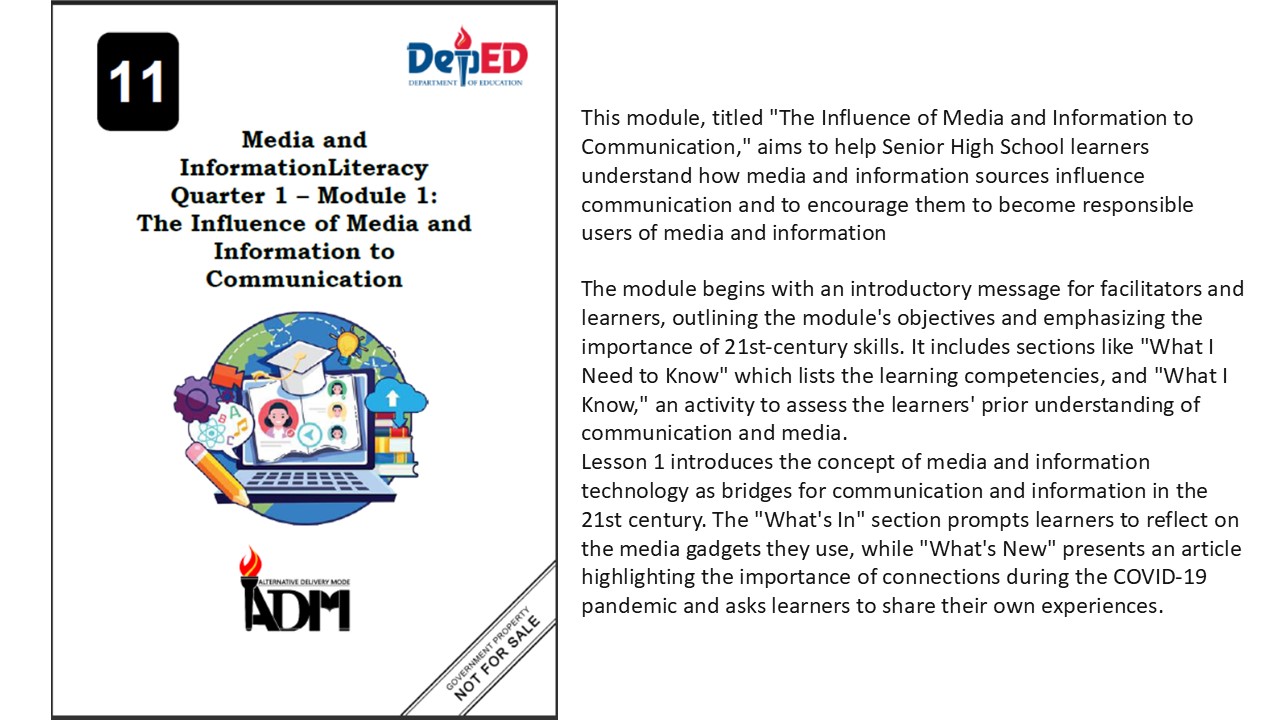 11
DepED
DEPARTMENT OF EDUCATION
Media and
InformationLiteracy
Quarter 1 – Module 1:
The Influence of Media and
Information to
Communication
A
B
C
ALTERNATIVE DELIVERY MODE
ADM
GOVERNMENT PROPERTY
NOT FOR SALE
This module, titled "The Influence of Media and Information to
Communication," aims to help Senior High School learners
understand how media and information sources influence
communication and to encourage them to become responsible
users of media and information
The module begins with an introductory message for facilitators and
learners, outlining the module's objectives and emphasizing the
importance of 21st-century skills. It includes sections like "What I
Need to Know" which lists the learning competencies, and "What I
Know," an activity to assess the learners' prior understanding of
communication and media.
Lesson 1 introduces the concept of media and information
technology as bridges for communication and information in the
21st century. The "What's In" section prompts learners to reflect on
the media gadgets they use, while "What's New" presents an article
highlighting the importance of connections during the COVID-19
pandemic and asks learners to share their own experiences.